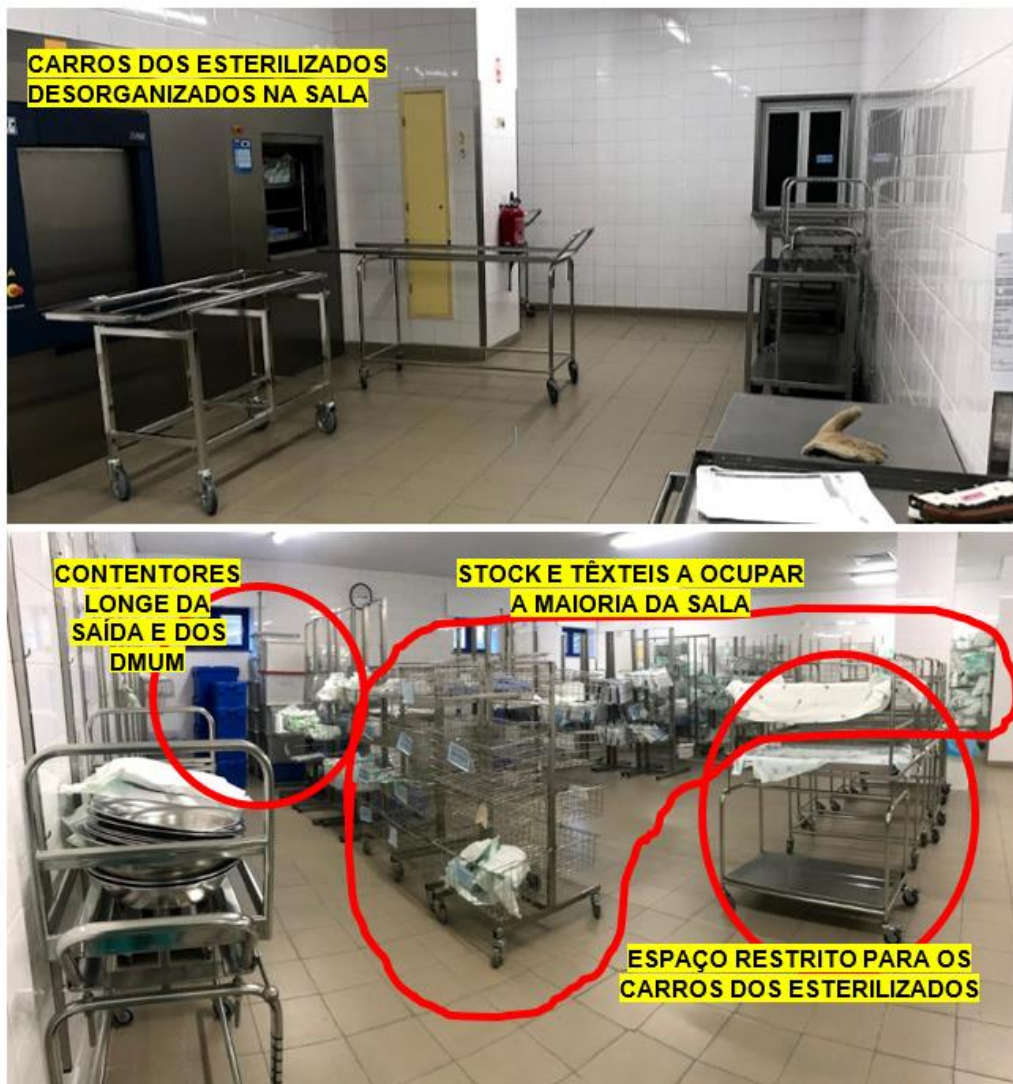 CARROS DOS ESTERILIZADOS
DESORGANIZADOS NA SALA
CONTENTORES
LONGE DA
SAÍDA E DOS
DMUM
STOCK E TÊXTEIS A OCUPAR
A MAIORIA DA SALA
ESPAÇO RESTRITO PARA OS
CARROS DOS ESTERILIZADOS